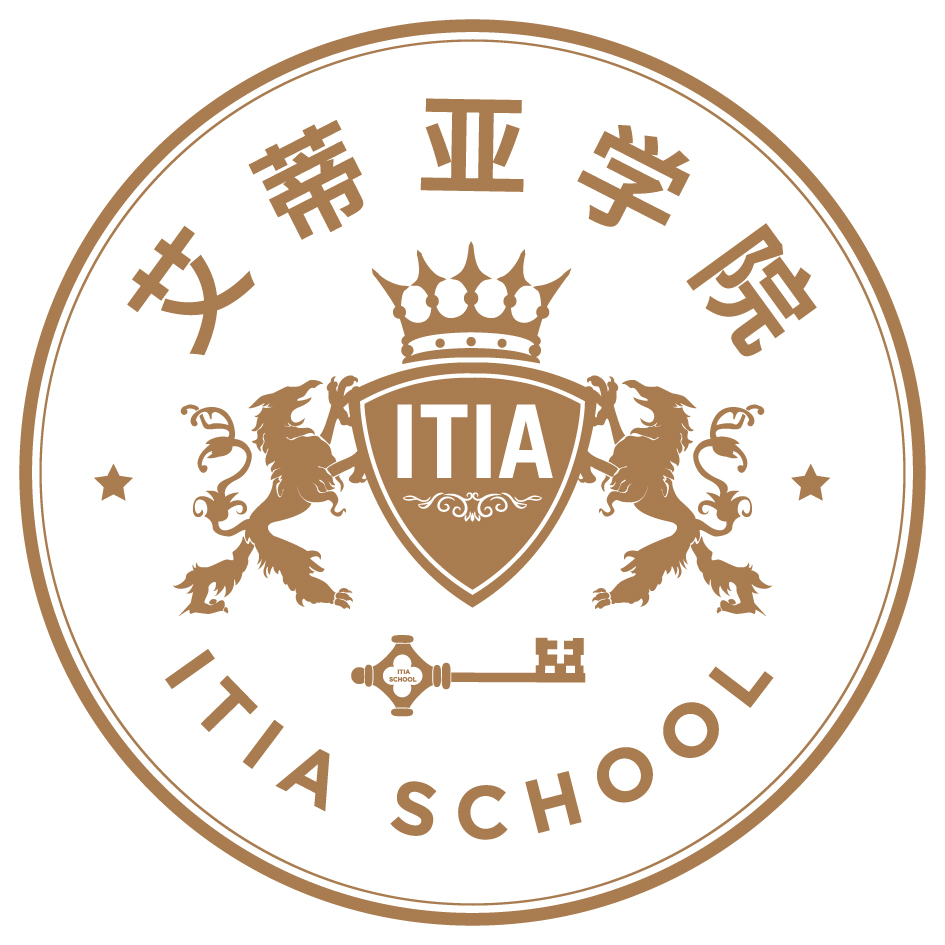 艾蒂亚学院
ITIA
ITIA
SCHOOL
ITIA SCHOOL